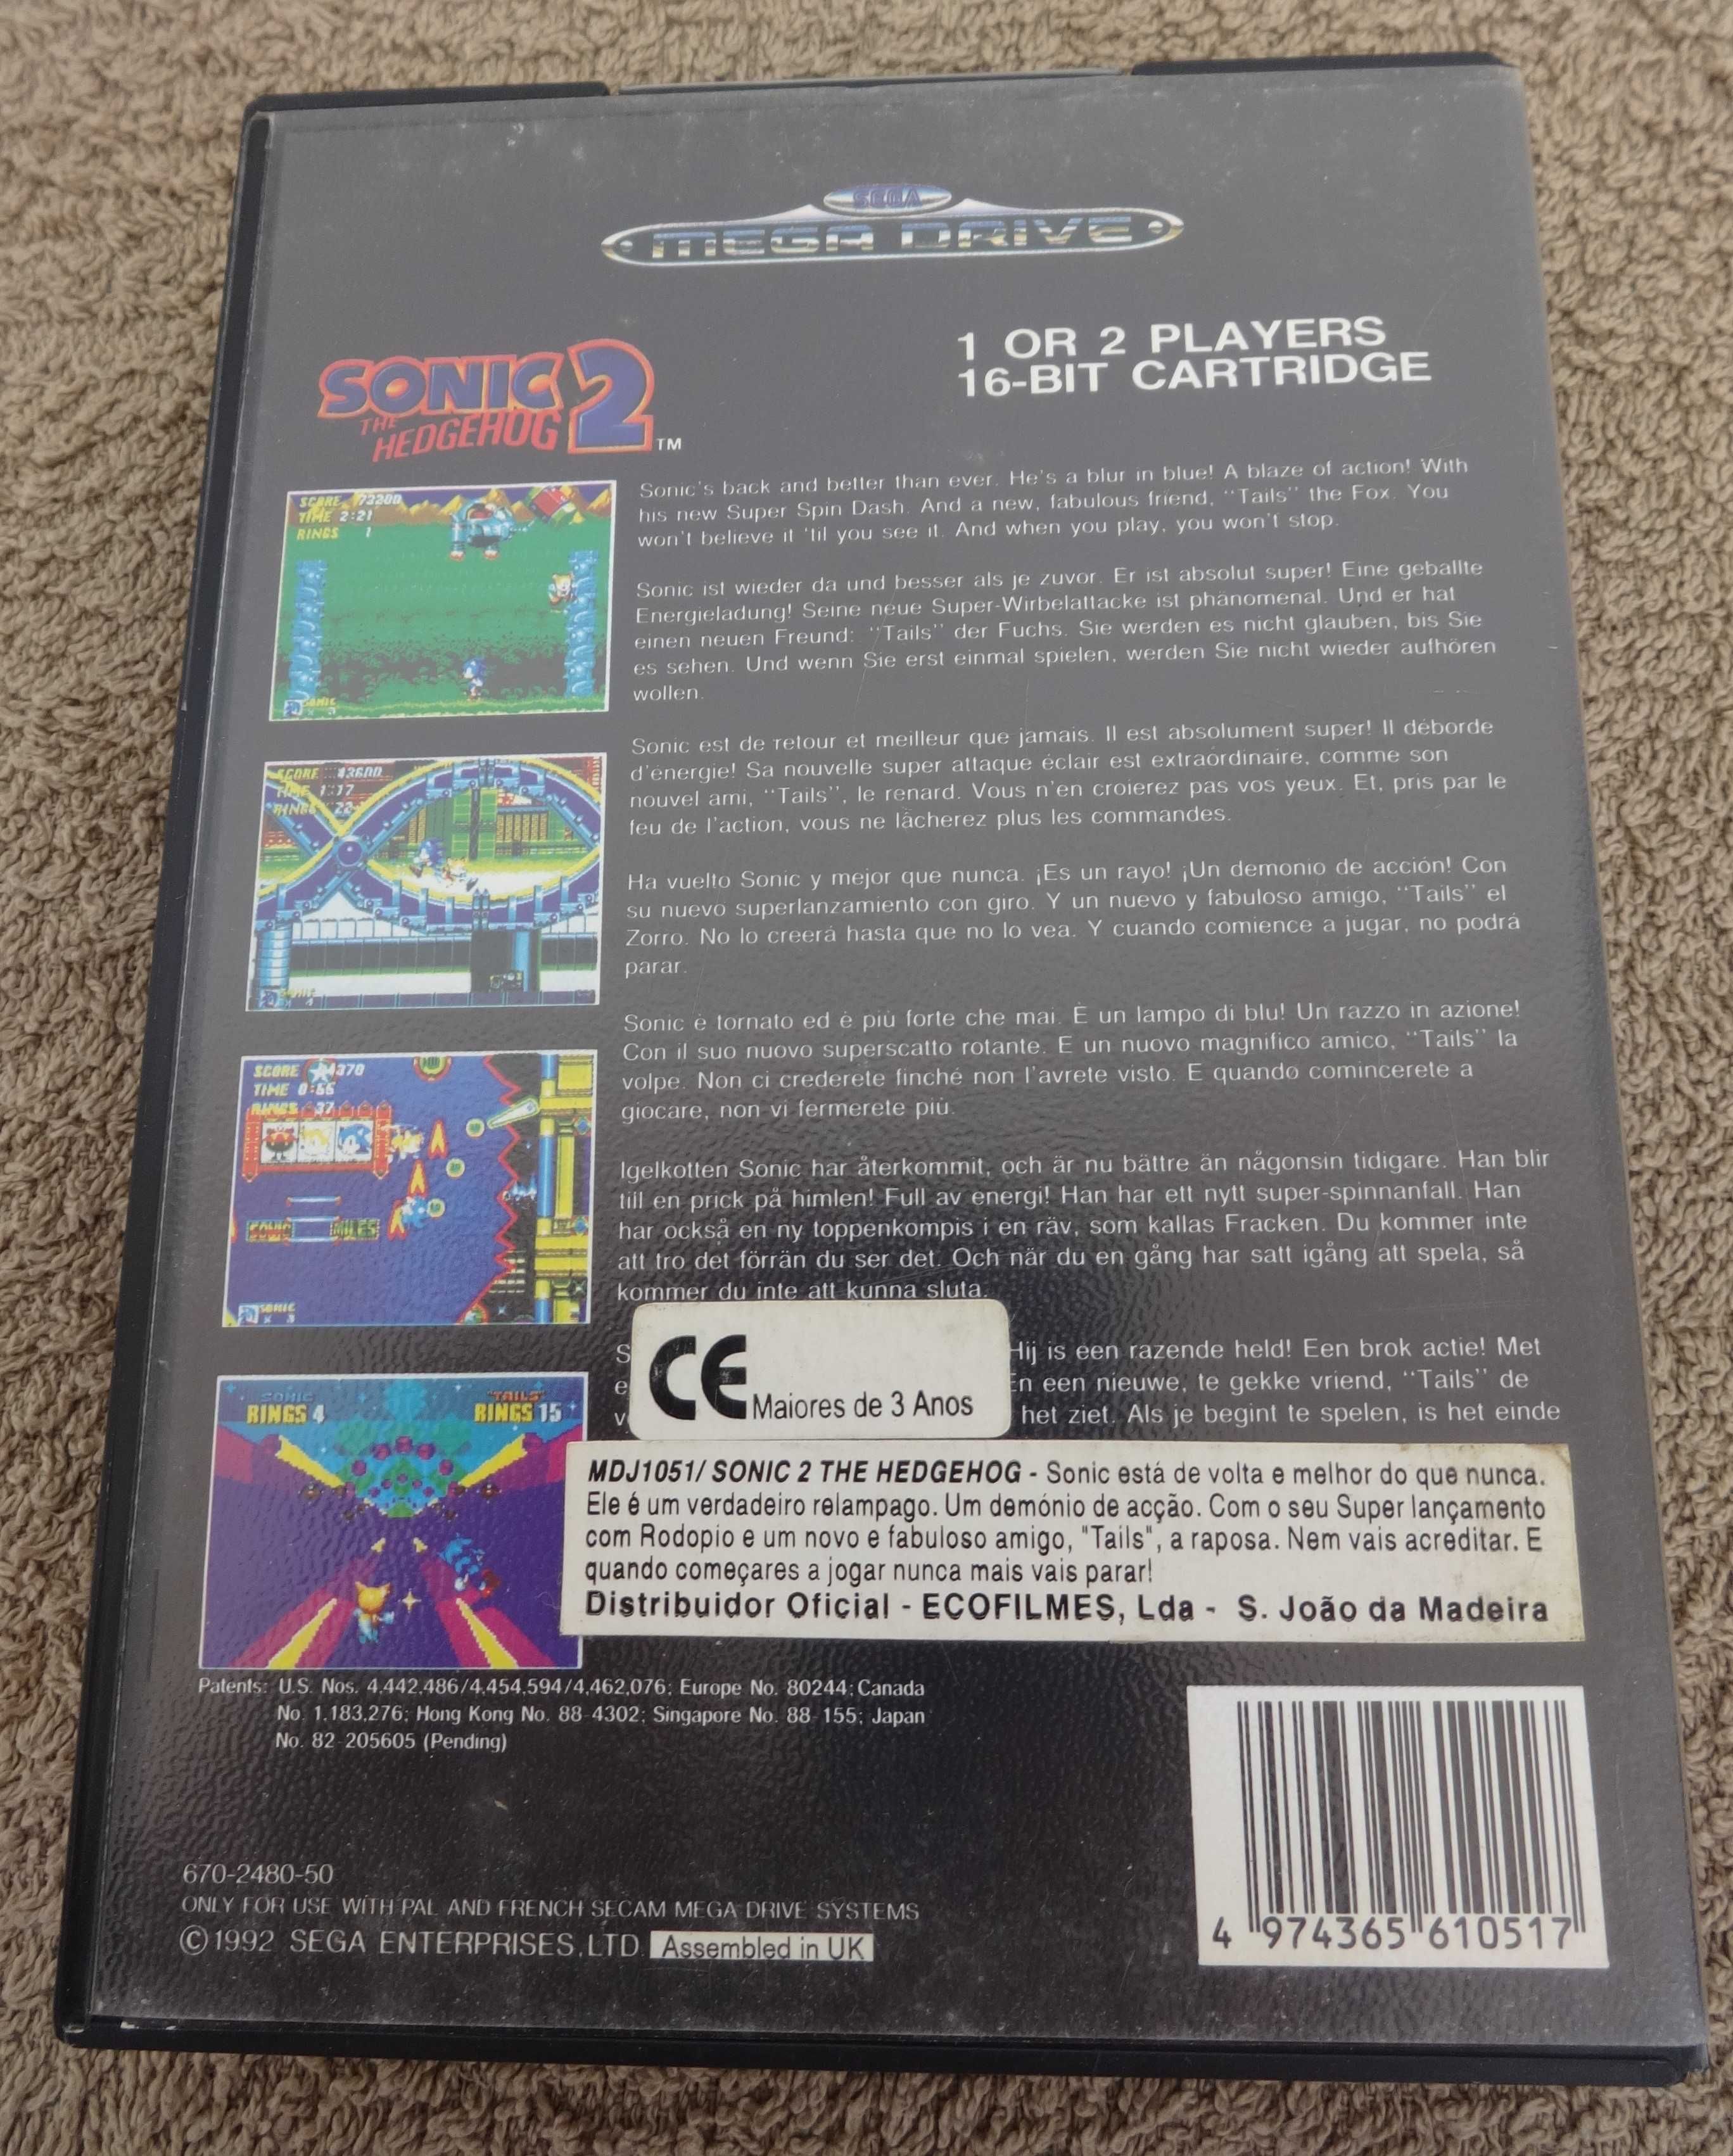 SEGA
MEGA DRIVE
1 OR 2 PLAYERS
16-BIT CARTRIDGE
SONIC 2
THE
HEDGEHOG
TM
SCORE 73200
TIME 2:21
RINGS 1
SONIC
Sonic's back and better than ever. He's a blur in blue! A blaze of action! With
his new Super Spin Dash. And a new, fabulous friend, "Tails" the Fox. You
won't believe it 'til you see it. And when you play, you won't stop.
Sonic ist wieder da und besser als je zuvor. Er ist absolut super! Eine geballte
Energieladung! Seine neue Super-Wirbelattacke ist phänomenal. Und er hat
einen neuen Freund: "Tails" der Fuchs. Sie werden es nicht glauben, bis Sie
es sehen. Und wenn Sie erst einmal spielen, werden Sie nicht wieder aufhören
wollen.
SCORE 43600
TIME 1:17
RINGS 22
SONIC
Sonic est de retour et meilleur que jamais. Il est absolument super! Il déborde
d'énergie! Sa nouvelle super attaque éclair est extraordinaire, comme son
nouvel ami, "Tails", le renard. Vous n'en croierez pas vos yeux. Et, pris par le
feu de l'action, vous ne lâcherez plus les commandes.
Ha vuelto Sonic y mejor que nunca. ¡Es un rayo! ¡Un demonio de acción! Con
su nuevo superlanzamiento con giro. Y un nuevo y fabuloso amigo, "Tails" el
Zorro. No lo creerá hasta que no lo vea. Y cuando comience a jugar, no podrá
parar.
Sonic è tornato ed è più forte che mai. È un lampo di blu! Un razzo in azione!
Con il suo nuovo superscatto rotante. E un nuovo magnifico amico, "Tails" la
volpe. Non ci crederete finché non l'avrete visto. E quando comincerete a
giocare, non vi fermerete più.
SCORE
TIME 0:56
RINGS 37
MILES
SONIC
x 3
Igelkotten Sonic har återkommit, och är nu bättre än någonsin tidigare. Han blir
till en prick på himlen! Full av energi! Han har ett nytt super-spinnanfall. Han
har också en ny toppenkompis i en räv, som kallas Fracken. Du kommer inte
att tro det förrän du ser det. Och när du en gång har satt igång att spela, så
kommer du inte att kunna sluta.
Hij is een razende held! Een brok actie! Met
En een nieuwe, te gekke vriend, "Tails" de
het ziet. Als je begint te spelen, is het einde
CE Maiores de 3 Anos
SONIC "TAILS"
RINGS 4 RINGS 15
MDJ1051/ SONIC 2 THE HEDGEHOG - Sonic está de volta e melhor do que nunca.
Ele é um verdadeiro relampago. Um demónio de acção. Com o seu Super lançamento
com Rodopio e um novo e fabuloso amigo, "Tails", a raposa. Nem vais acreditar. E
quando começares a jogar nunca mais vais parar!
Distribuidor Oficial - ECOFILMES, Lda - S. João da Madeira
Patents: U.S. Nos. 4,442,486/4,454,594/4,462,076; Europe No. 80244; Canada
No. 1,183,276; Hong Kong No. 88-4302; Singapore No. 88-155; Japan
No. 82-205605 (Pending)
670-2480-50
ONLY FOR USE WITH PAL AND FRENCH SECAM MEGA DRIVE SYSTEMS
©1992 SEGA ENTERPRISES, LTD. Assembled in UK
4 974365 610517